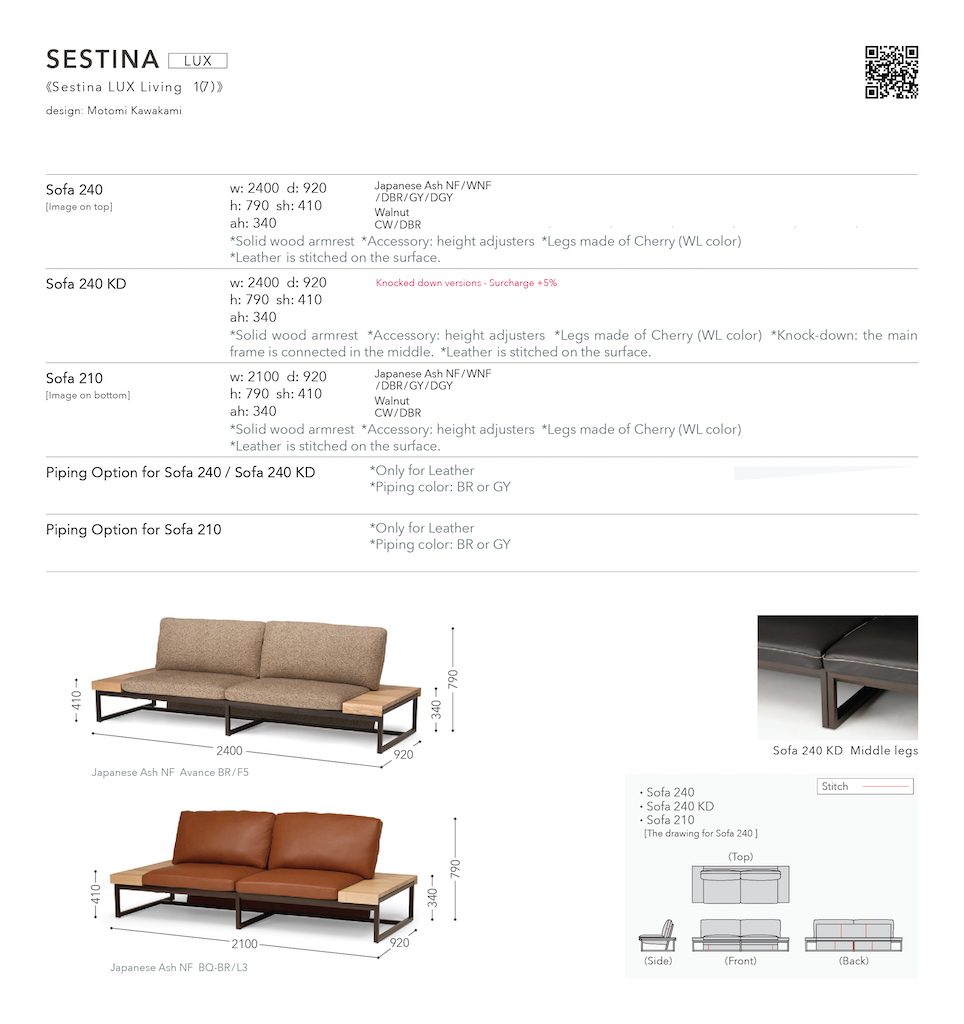 SESTINA LUX
《Sestina LUX Living 1(7)》
design: Motomi Kawakami
Sofa 240
[Image on top]
w: 2400 d: 920
h: 790 sh: 410
ah: 340
Japanese Ash NF/WNF
/DBR/GY/DGY
Walnut
CW/DBR
*Solid wood armrest *Accessory: height adjusters *Legs made of Cherry (WL color)
*Leather is stitched on the surface.
Sofa 240 KD
w: 2400 d: 920
h: 790 sh: 410
ah: 340
Knocked down versions - Surcharge +5%
*Solid wood armrest *Accessory: height adjusters *Legs made of Cherry (WL color) *Knock-down: the main
frame is connected in the middle. *Leather is stitched on the surface.
Sofa 210
[Image on bottom]
w: 2100 d: 920
h: 790 sh: 410
ah: 340
Japanese Ash NF/WNF
/DBR/GY/DGY
Walnut
CW/DBR
*Solid wood armrest *Accessory: height adjusters *Legs made of Cherry (WL color)
*Leather is stitched on the surface.
Piping Option for Sofa 240 / Sofa 240 KD
*Only for Leather
*Piping color: BR or GY
Piping Option for Sofa 210
*Only for Leather
*Piping color: BR or GY
410
790
340
2400
920
Japanese Ash NF Avance BR/F5
Sofa 240 KD Middle legs
410
790
340
2100
920
Japanese Ash NF BQ-BR/L3
Stitch
・Sofa 240
・Sofa 240 KD
・Sofa 210
[The drawing for Sofa 240 ]
(Top)
(Side)
(Front)
(Back)